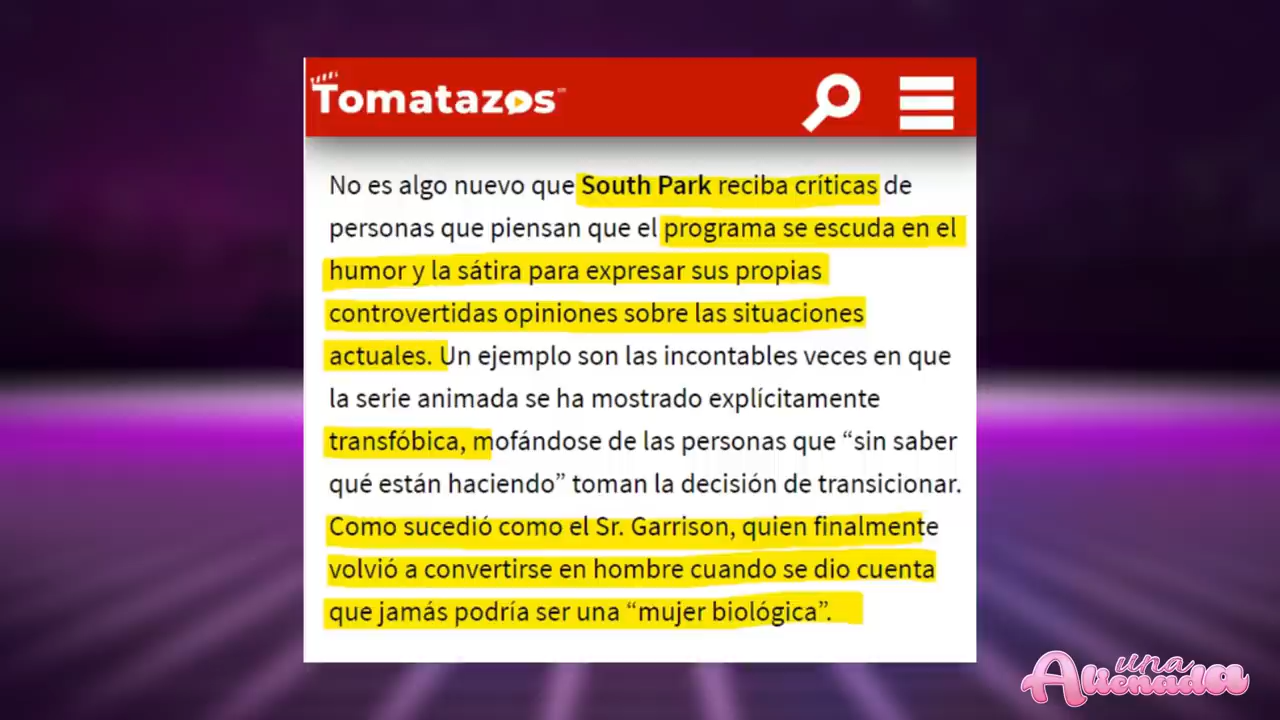 Tomatazos
No es algo nuevo que South Park reciba críticas de
personas que piensan que el programa se escuda en el
humor y la sátira para expresar sus propias
controvertidas opiniones sobre las situaciones
actuales. Un ejemplo son las incontables veces en que
la serie animada se ha mostrado explícitamente
transfóbica, mofándose de las personas que “sin saber
qué están haciendo” toman la decisión de transicionar.
Como sucedió como el Sr. Garrison, quien finalmente
volvió a convertirse en hombre cuando se dio cuenta
que jamás podría ser una “mujer biológica”.
una
Alienada